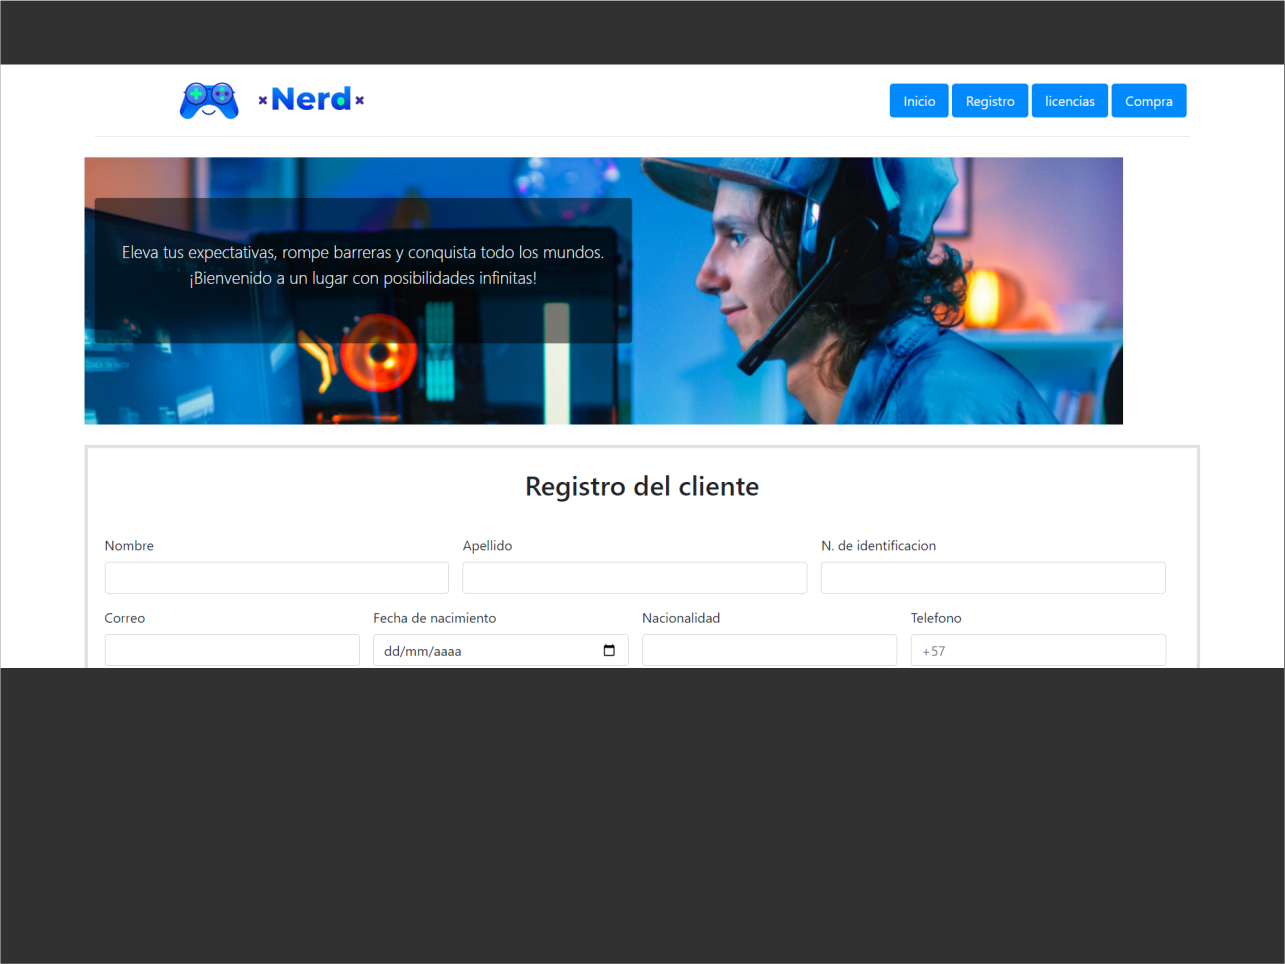 ×Nerd×
Inicio
Registro
licencias
Compra
Eleva tus expectativas, rompe barreras y conquista todo los mundos.
¡Bienvenido a un lugar con posibilidades infinitas!
Registro del cliente
Nombre
Apellido
N. de identificacion
Correo
Fecha de nacimiento
Nacionalidad
Telefono
dd/mm/aaaa
+57